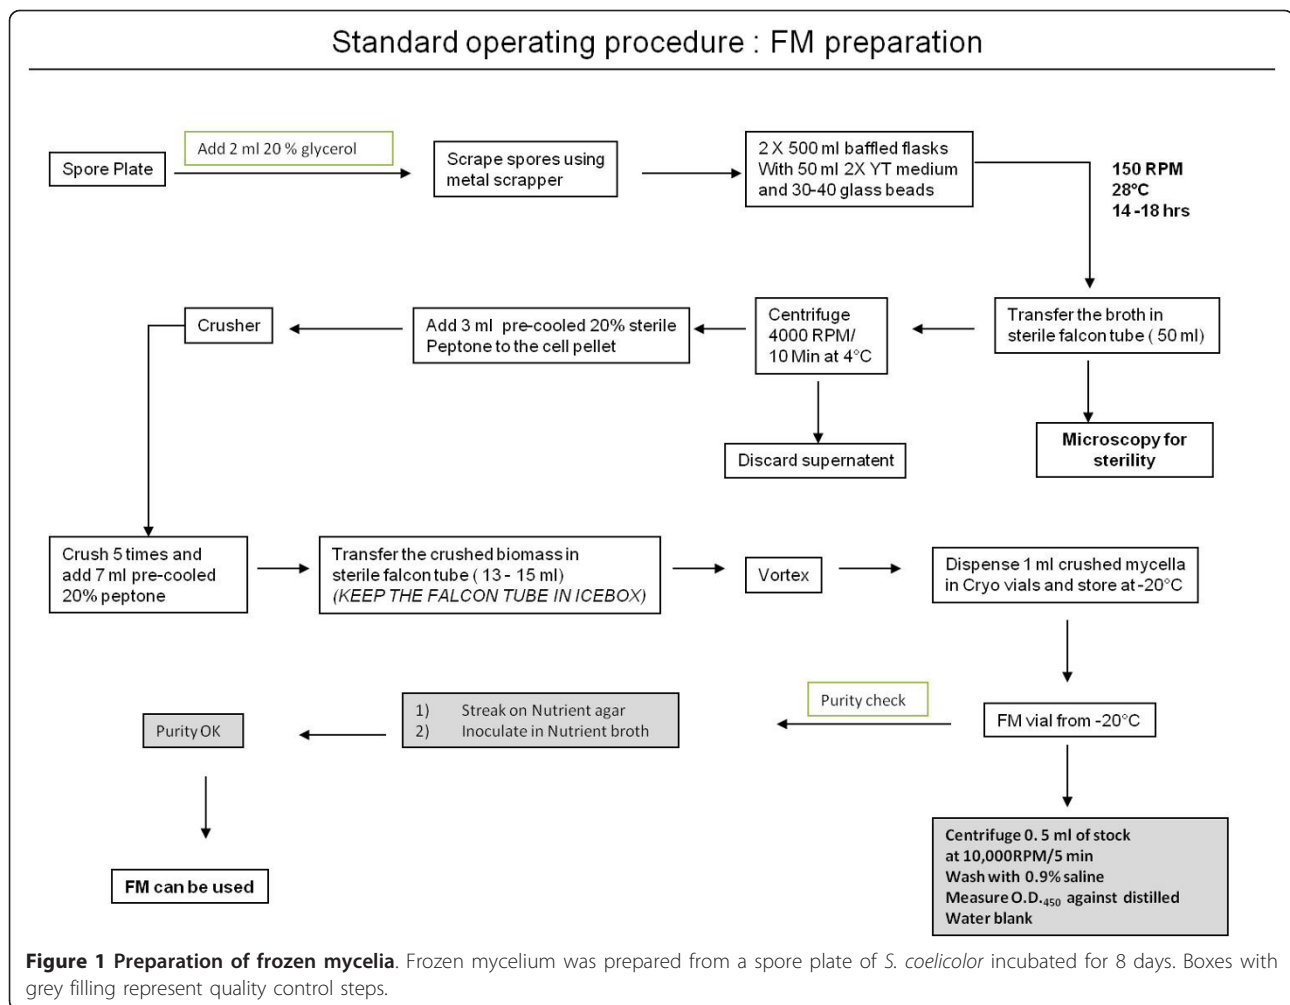 Standard operating procedure : FM preparation
Spore Plate
Add 2 ml 20 % glycerol
Scrape spores using
metal scrapper
2 X 500 ml baffled flasks
With 50 ml 2X YT medium
and 30-40 glass beads
150 RPM
28°C
14 -18 hrs
Transfer the broth in
sterile falcon tube ( 50 ml)
Microscopy for
sterility
Centrifuge
4000 RPM/
10 Min at 4°C
Discard supernatent
Add 3 ml pre-cooled 20% sterile
Peptone to the cell pellet
Crusher
Crush 5 times and
add 7 ml pre-cooled
20% peptone
Transfer the crushed biomass in
sterile falcon tube ( 13 - 15 ml)
(KEEP THE FALCON TUBE IN ICEBOX)
Vortex
Dispense 1 ml crushed mycella
in Cryo vials and store at -20°C
FM vial from -20°C
Purity check
1) Streak on Nutrient agar
2) Inoculate in Nutrient broth
Purity OK
FM can be used
Centrifuge 0. 5 ml of stock
at 10,000RPM/5 min
Wash with 0.9% saline
Measure O.D.450 against distilled
Water blank
Figure 1 Preparation of frozen mycelia. Frozen mycelium was prepared from a spore plate of S. coelicolor incubated for 8 days. Boxes with
grey filling represent quality control steps.